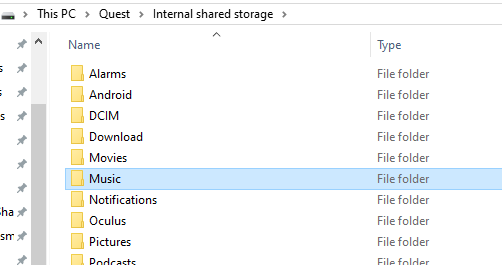 This PC > Quest > Internal shared storage >
Name Type
Alarms File folder
Android File folder
DCIM File folder
Download File folder
Movies File folder
Music File folder
Notifications File folder
Oculus File folder
Pictures File folder
Podcasts File folder
s
s
s
Sha
sm